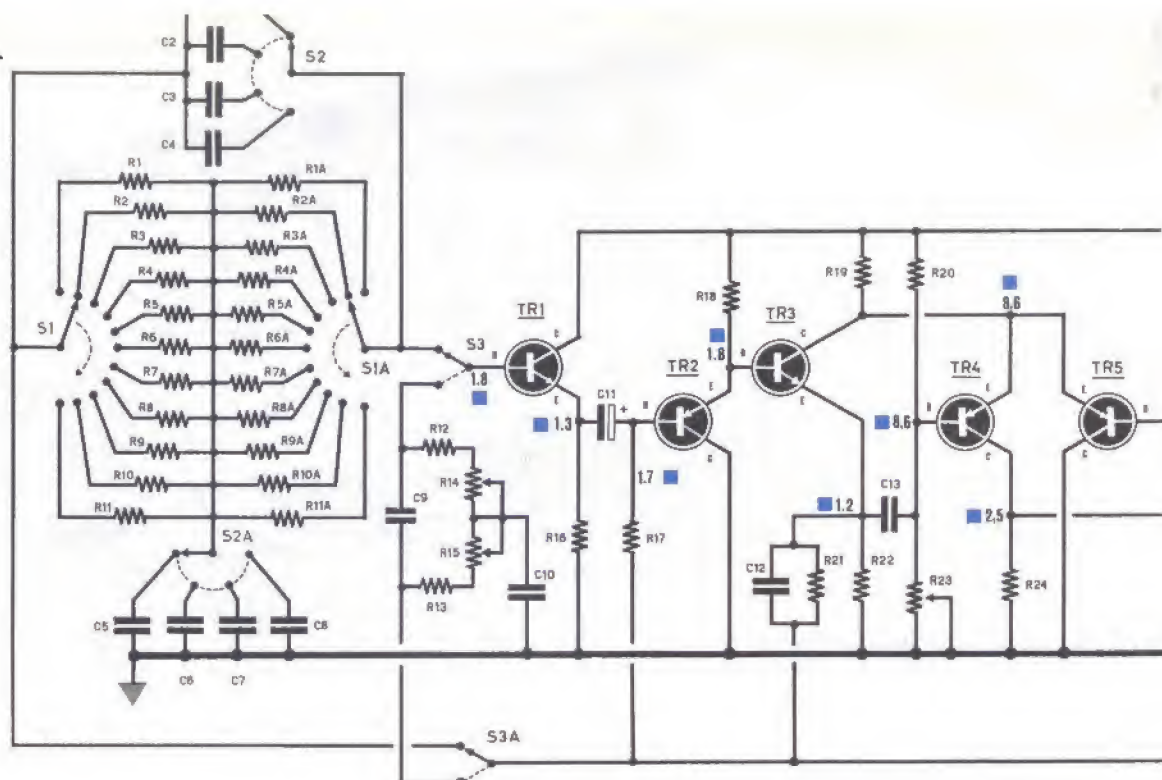 C2
S2
C3
C4
R1
R1A
R2
R2A
R3
R3A
R4
R4A
R5
R5A
R6
R6A
R7
R7A
R8
R8A
R9
R9A
R10
R10A
R11
R11A
S1
S1A
S2A
C5
C6
C7
C8
S3
B
1.8
TR1
C
E
1.3
C11
+
R12
R14
C9
R15
R13
C10
R16
1.7
R17
TR2
B
E
C
R18
1.8
TR3
B
C
E
R19
R20
8,6
TR4
B
E
C
8,6
TR5
E
C
B
1.2
C13
2,5
C12
R21
R22
R23
R24
S3A